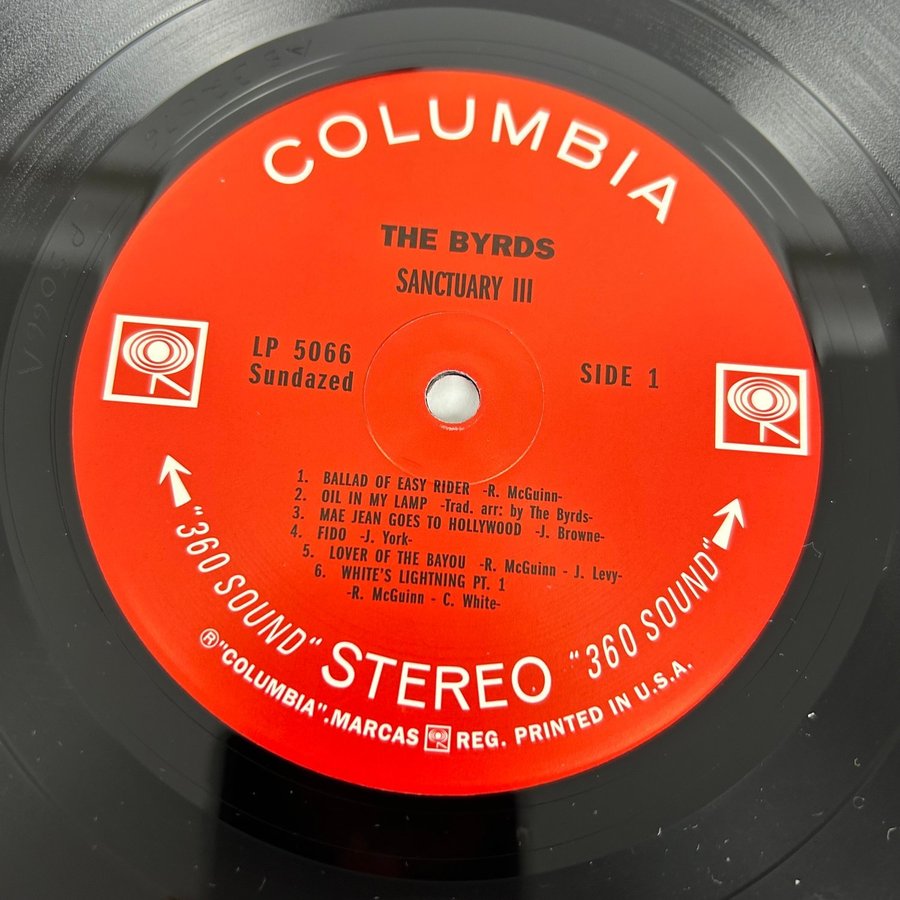 COLUMBIA
THE BYRDS
SANCTUARY III
LP 5066
Sundazed
SIDE 1
1. BALLAD OF EASY RIDER -R. McGuinn-
2. OIL IN MY LAMP -Trad. arr: by The Byrds-
3. MAE JEAN GOES TO HOLLYWOOD -J. Browne-
4. FIDO -J. York-
5. LOVER OF THE BAYOU -R. McGuinn - J. Levy-
6. WHITE'S LIGHTNING PT. 1
-R. McGuinn - C. White-
"360 SOUND" STEREO "360 SOUND"
®"COLUMBIA".MARCAS REG. PRINTED IN U.S.A.